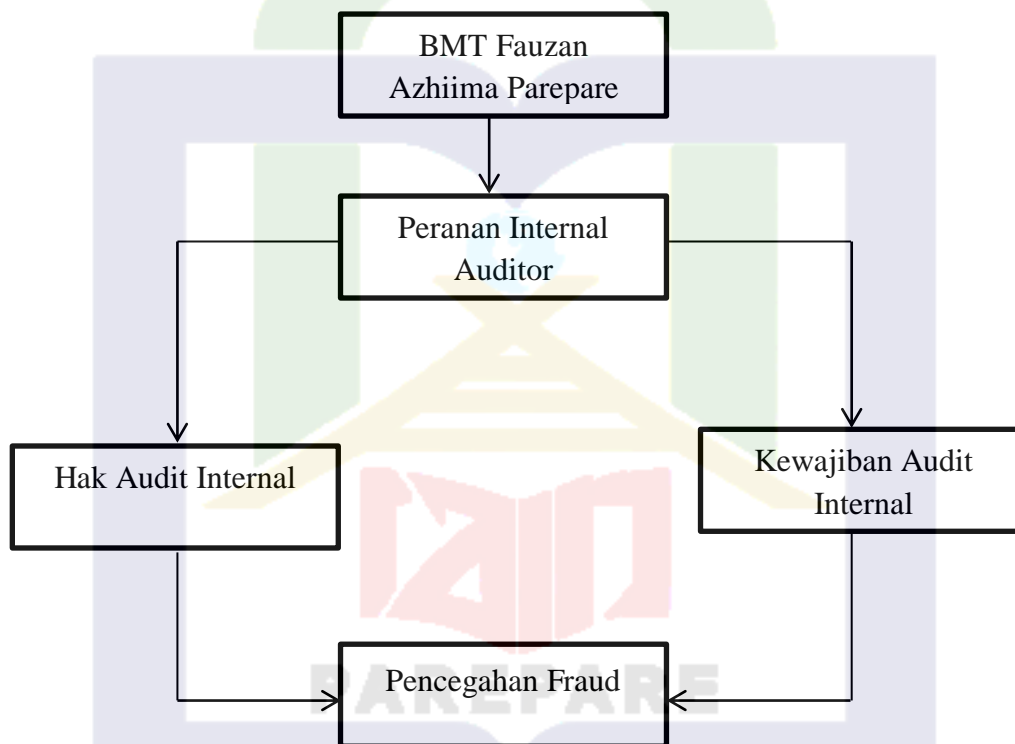 BMT Fauzan
Azhiima Parepare
Peranan Internal
Auditor
Hak Audit Internal
Kewajiban Audit
Internal
Pencegahan Fraud
PAREPARE